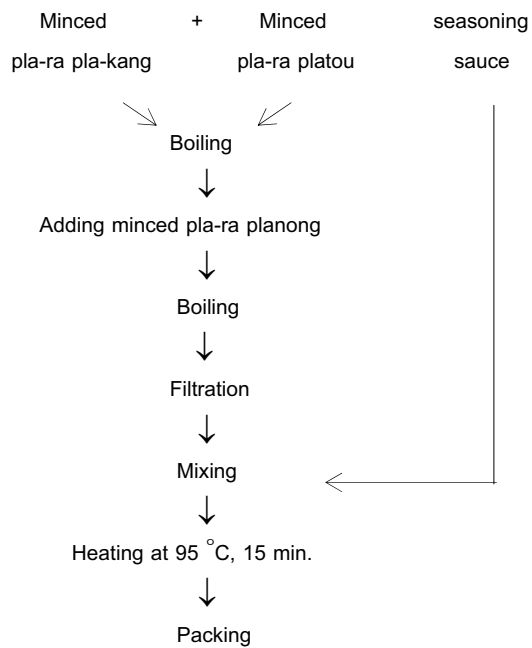 Minced + Minced seasoning
pla-ra pla-kang pla-ra platou sauce
Boiling
Adding minced pla-ra planong
Boiling
Filtration
Mixing
Heating at 95 °C, 15 min.
Packing